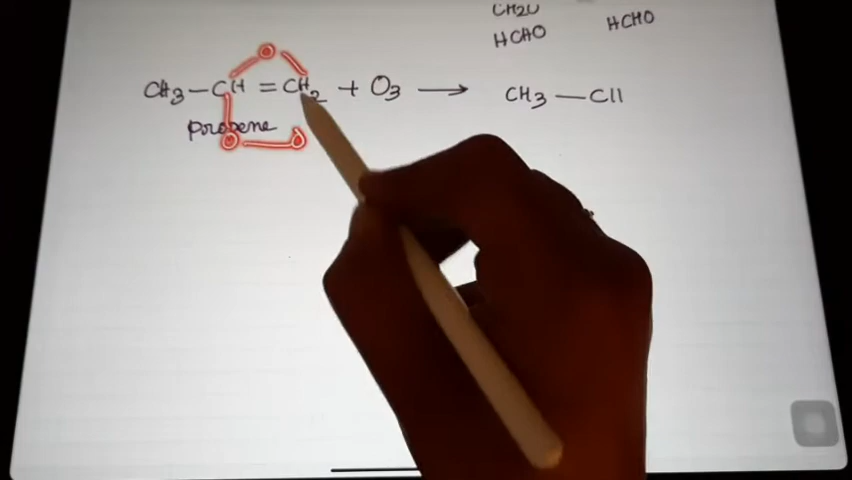 CH2O
HCHO HCHO
CH3-CH=CH2 + O3 → CH3-CH
propene
O
O O